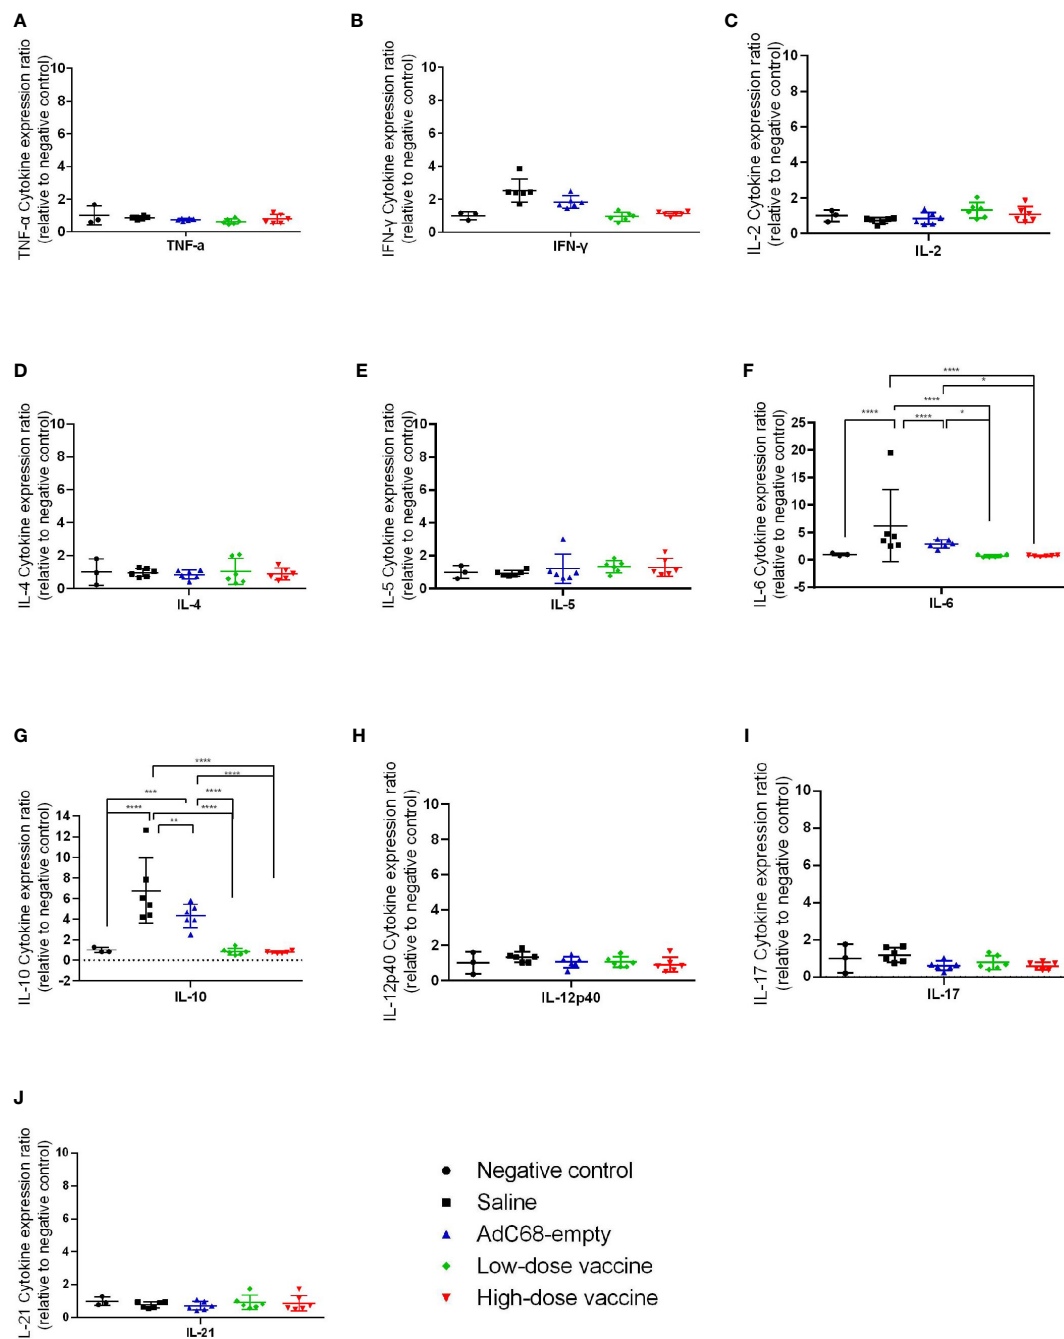 A
TNF-α Cytokine expression ratio
(relative to negative control)
10
8
6
4
2
0
TNF-a
B
IFN-γ Cytokine expression ratio
(relative to negative control)
10
8
6
4
2
0
IFN-γ
C
IL-2 Cytokine expression ratio
(relative to negative control)
10
8
6
4
2
0
IL-2
D
IL-4 Cytokine expression ratio
(relative to negative control)
10
8
6
4
2
0
IL-4
E
IL-5 Cytokine expression ratio
(relative to negative control)
10
8
6
4
2
0
IL-5
F
IL-6 Cytokine expression ratio
(relative to negative control)
25
20
15
10
5
0
-5
****
*
****
****
****
*
IL-6
G
IL-10 Cytokine expression ratio
(relative to negative control)
14
12
10
8
6
4
2
0
-2
****
****
***
****
****
****
**
IL-10
H
IL-12p40 Cytokine expression ratio
(relative to negative control)
10
8
6
4
2
0
IL-12p40
I
IL-17 Cytokine expression ratio
(relative to negative control)
10
8
6
4
2
0
IL-17
J
L-21 Cytokine expression ratio
(relative to negative control)
10
8
6
4
2
0
IL-21
Negative control
Saline
AdC68-empty
Low-dose vaccine
High-dose vaccine